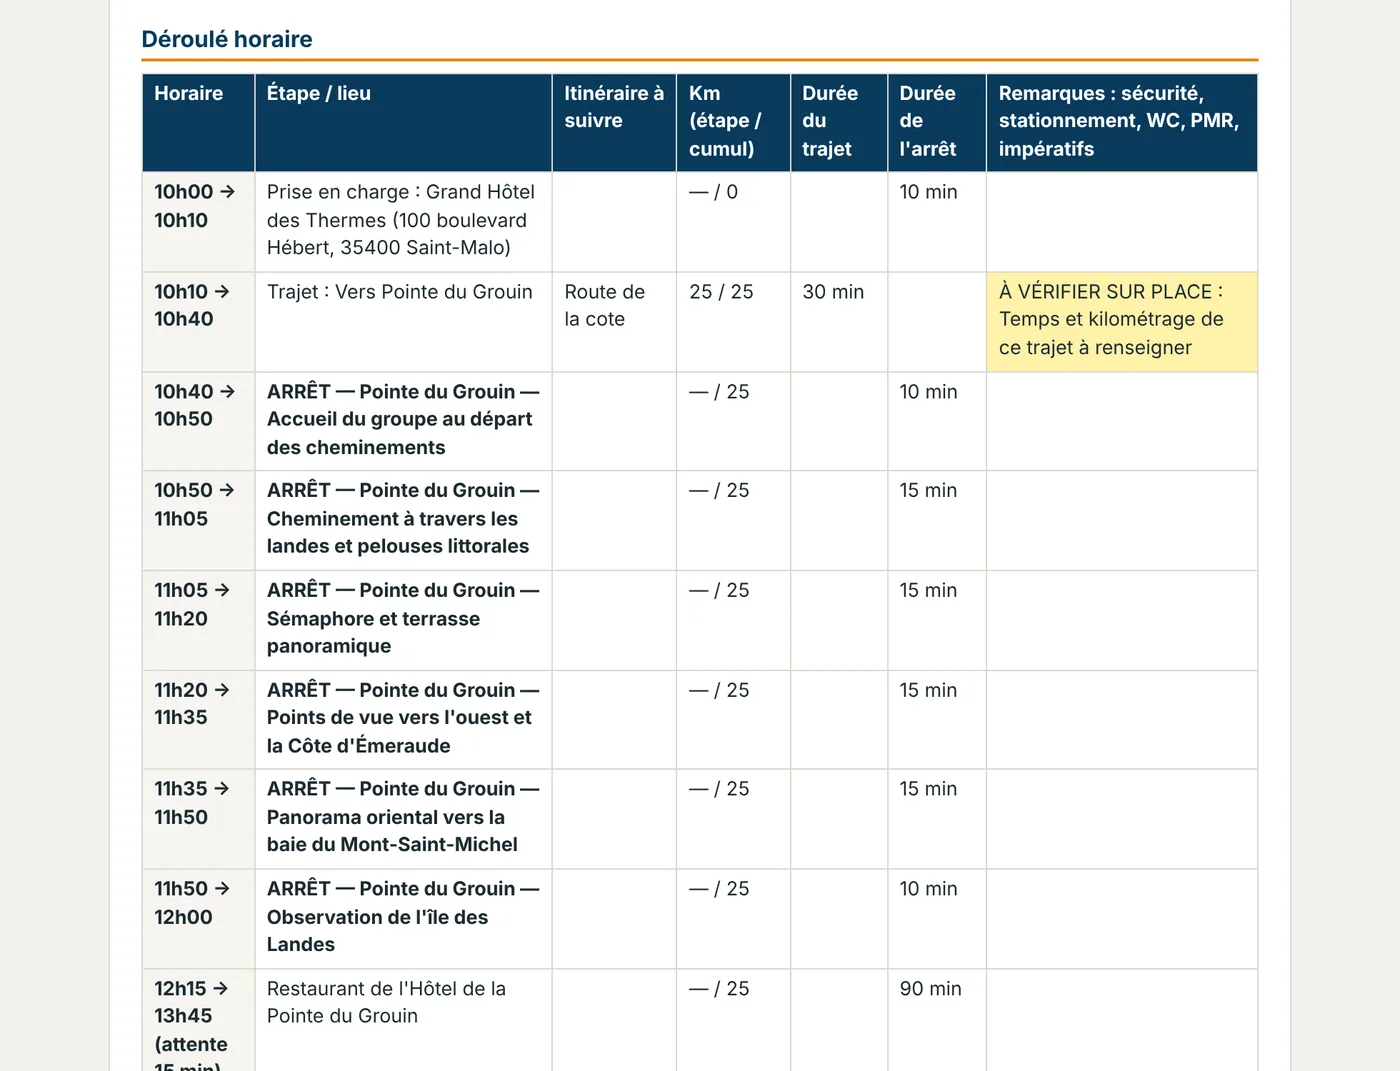 Déroulé horaire
Horaire
Étape / lieu
Itinéraire à
suivre
Km
(étape /
cumul)
Durée
du
trajet
Durée
de
l'arrêt
Remarques : sécurité,
stationnement, WC, PMR,
impératifs
10h00 →
10h10
Prise en charge : Grand Hôtel
des Thermes (100 boulevard
Hébert, 35400 Saint-Malo)
— / 0
10 min
10h10 →
10h40
Trajet : Vers Pointe du Grouin
Route de
la cote
25 / 25
30 min
À VÉRIFIER SUR PLACE :
Temps et kilométrage de
ce trajet à renseigner
10h40 →
10h50
ARRÊT — Pointe du Grouin —
Accueil du groupe au départ
des cheminements
— / 25
10 min
10h50 →
11h05
ARRÊT — Pointe du Grouin —
Cheminement à travers les
landes et pelouses littorales
— / 25
15 min
11h05 →
11h20
ARRÊT — Pointe du Grouin —
Sémaphore et terrasse
panoramique
— / 25
15 min
11h20 →
11h35
ARRÊT — Pointe du Grouin —
Points de vue vers l'ouest et
la Côte d'Émeraude
— / 25
15 min
11h35 →
11h50
ARRÊT — Pointe du Grouin —
Panorama oriental vers la
baie du Mont-Saint-Michel
— / 25
15 min
11h50 →
12h00
ARRÊT — Pointe du Grouin —
Observation de l'île des
Landes
— / 25
10 min
12h15 →
13h45
(attente
15 min)
Restaurant de l'Hôtel de la
Pointe du Grouin
— / 25
90 min